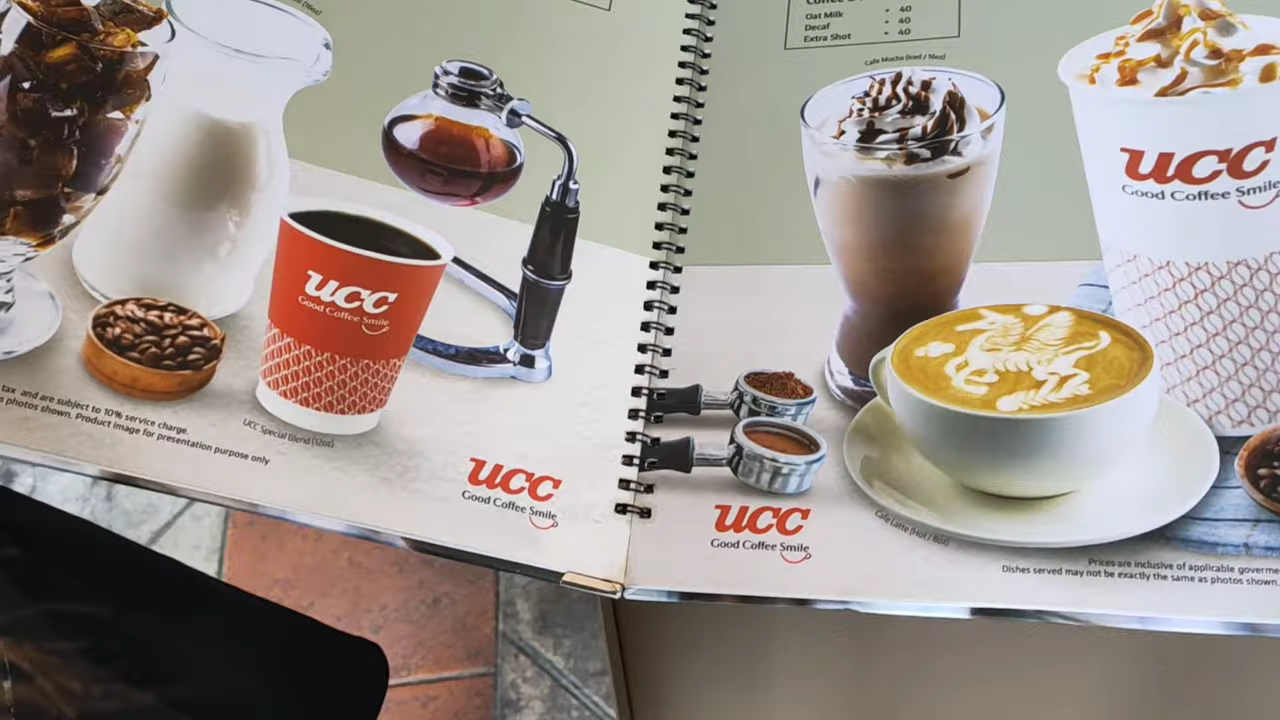 (16oz)
ucc
Good Coffee Smile
tax and are subject to 10% service charge.
s photos shown. Product image for presentation purpose only
UCC Special Blend (12oz)
ucc
Good Coffee Smile
Oat Milk + 40
Decaf + 40
Extra Shot + 40
Cafe Mocha (Iced / 16oz)
ucc
Good Coffee Smile
ucc
Good Coffee Smile
Cafe Latte (Hot / 8oz)
Prices are inclusive of applicable governme
Dishes served may not be exactly the same as photos shown.